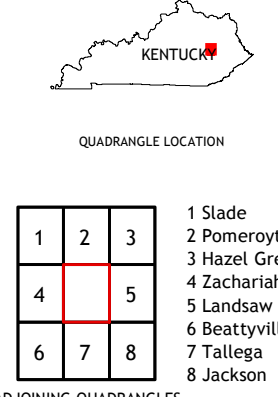 KENTUCKY
QUADRANGLE LOCATION
1 2 3
4 5
6 7 8
1 Slade
2 Pomeroyt
3 Hazel Gre
4 Zachariah
5 Landsaw
6 Beattyvill
7 Tallega
8 Jackson
ADJOINING QUADRANGLES